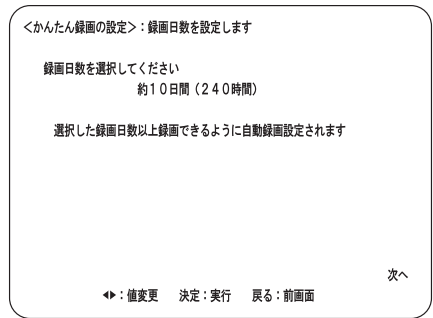 ＜かんたん録画の設定＞：録画日数を設定します
録画日数を選択してください
約１０日間（２４０時間）
選択した録画日数以上録画できるように自動録画設定されます
次へ
◀▶：値変更　決定：実行　戻る：前画面